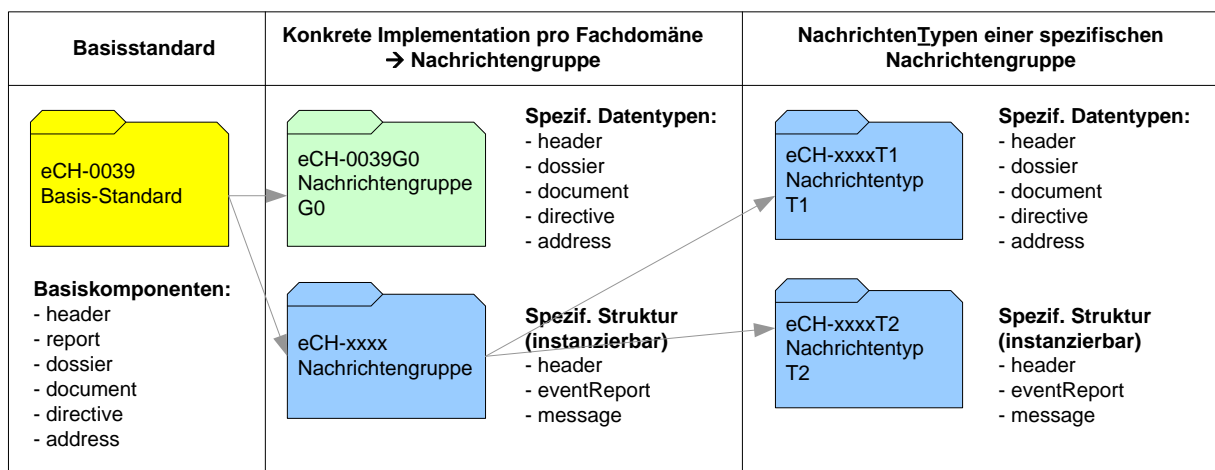 Basisstandard
Konkrete Implementation pro Fachdomäne
→ Nachrichtengruppe
NachrichtenTypen einer spezifischen
Nachrichtengruppe
eCH-0039
Basis-Standard
Basiskomponenten:
- header
- report
- dossier
- document
- directive
- address
eCH-0039G0
Nachrichtengruppe
G0
Spezif. Datentypen:
- header
- dossier
- document
- directive
- address
eCH-xxxx
Nachrichtengruppe
Spezif. Struktur
(instanzierbar)
- header
- eventReport
- message
eCH-xxxxT1
Nachrichtentyp
T1
Spezif. Datentypen:
- header
- dossier
- document
- directive
- address
eCH-xxxxT2
Nachrichtentyp
T2
Spezif. Struktur
(instanzierbar)
- header
- eventReport
- message